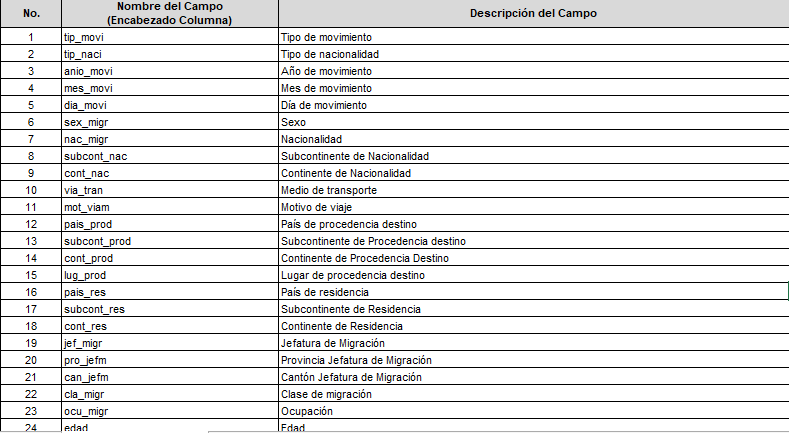 No. Nombre del Campo (Encabezado Columna) Descripción del Campo
1 tip_movi Tipo de movimiento
2 tip_naci Tipo de nacionalidad
3 anio_movi Año de movimiento
4 mes_movi Mes de movimiento
5 dia_movi Día de movimiento
6 sex_migr Sexo
7 nac_migr Nacionalidad
8 subcont_nac Subcontinente de Nacionalidad
9 cont_nac Continente de Nacionalidad
10 via_tran Medio de transporte
11 mot_viam Motivo de viaje
12 pais_prod País de procedencia destino
13 subcont_prod Subcontinente de Procedencia destino
14 cont_prod Continente de Procedencia Destino
15 lug_prod Lugar de procedencia destino
16 pais_res País de residencia
17 subcont_res Subcontinente de Residencia
18 cont_res Continente de Residencia
19 jef_migr Jefatura de Migración
20 pro_jefm Provincia Jefatura de Migración
21 can_jefm Cantón Jefatura de Migración
22 cla_migr Clase de migración
23 ocu_migr Ocupación
24 edad Edad